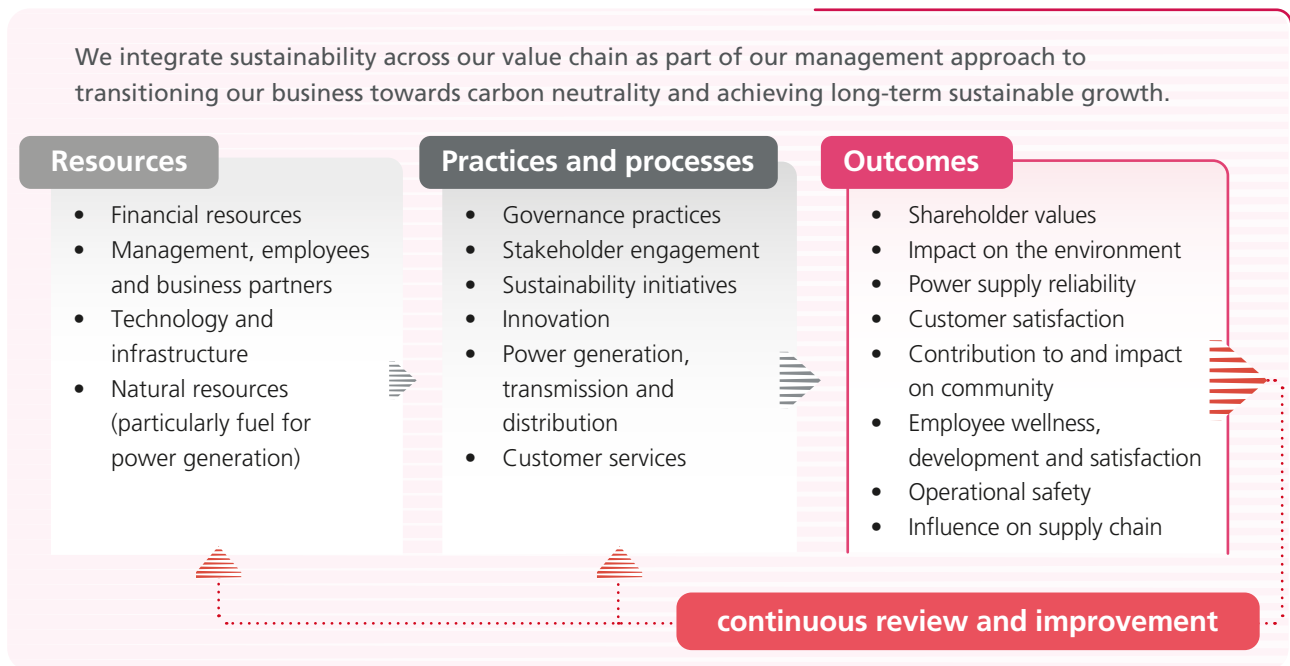 We integrate sustainability across our value chain as part of our management approach to
transitioning our business towards carbon neutrality and achieving long-term sustainable growth.
Resources
• Financial resources
• Management, employees
and business partners
• Technology and
infrastructure
• Natural resources
(particularly fuel for
power generation)
Practices and processes
• Governance practices
• Stakeholder engagement
• Sustainability initiatives
• Innovation
• Power generation,
transmission and
distribution
• Customer services
Outcomes
• Shareholder values
• Impact on the environment
• Power supply reliability
• Customer satisfaction
• Contribution to and impact
on community
• Employee wellness,
development and satisfaction
• Operational safety
• Influence on supply chain
continuous review and improvement